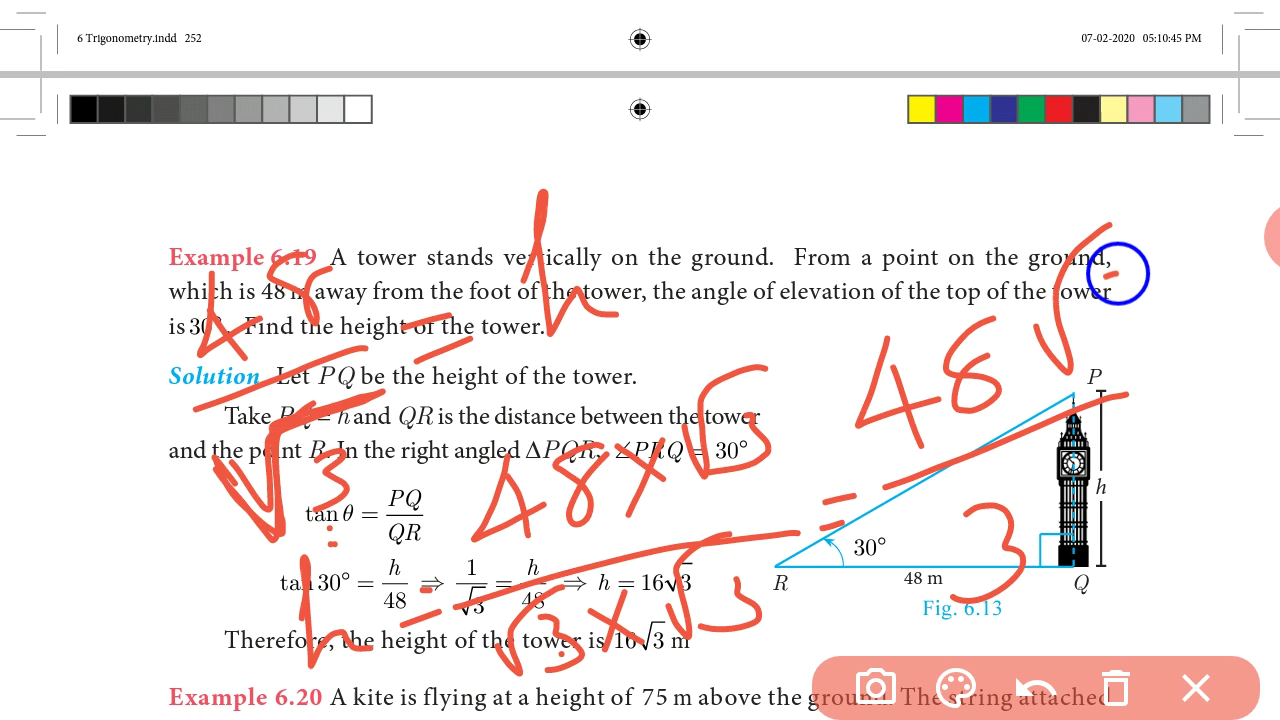 6 Trigonometry.indd 252
07-02-2020 05:10:45 PM
Example 6.19 A tower stands vertically on the ground. From a point on the ground,
which is 48 m away from the foot of the tower, the angle of elevation of the top of the tower
is 30°. Find the height of the tower.
Solution Let PQ be the height of the tower.
Take PQ = h and QR is the distance between the tower
and the point R. In the right angled ΔPQR, ∠PRQ = 30°
tan θ = PQ/QR
tan 30° = h/48 ⇒ 1/√3 = h/48 ⇒ h = 16√3
Therefore, the height of the tower is 16√3 m
P
h
30°
R
48 m
Q
Fig. 6.13
48/√3 = h
h = 48 × √3 / √3 × √3 = 48√ / 3
Example 6.20 A kite is flying at a height of 75 m above the ground. The string attached